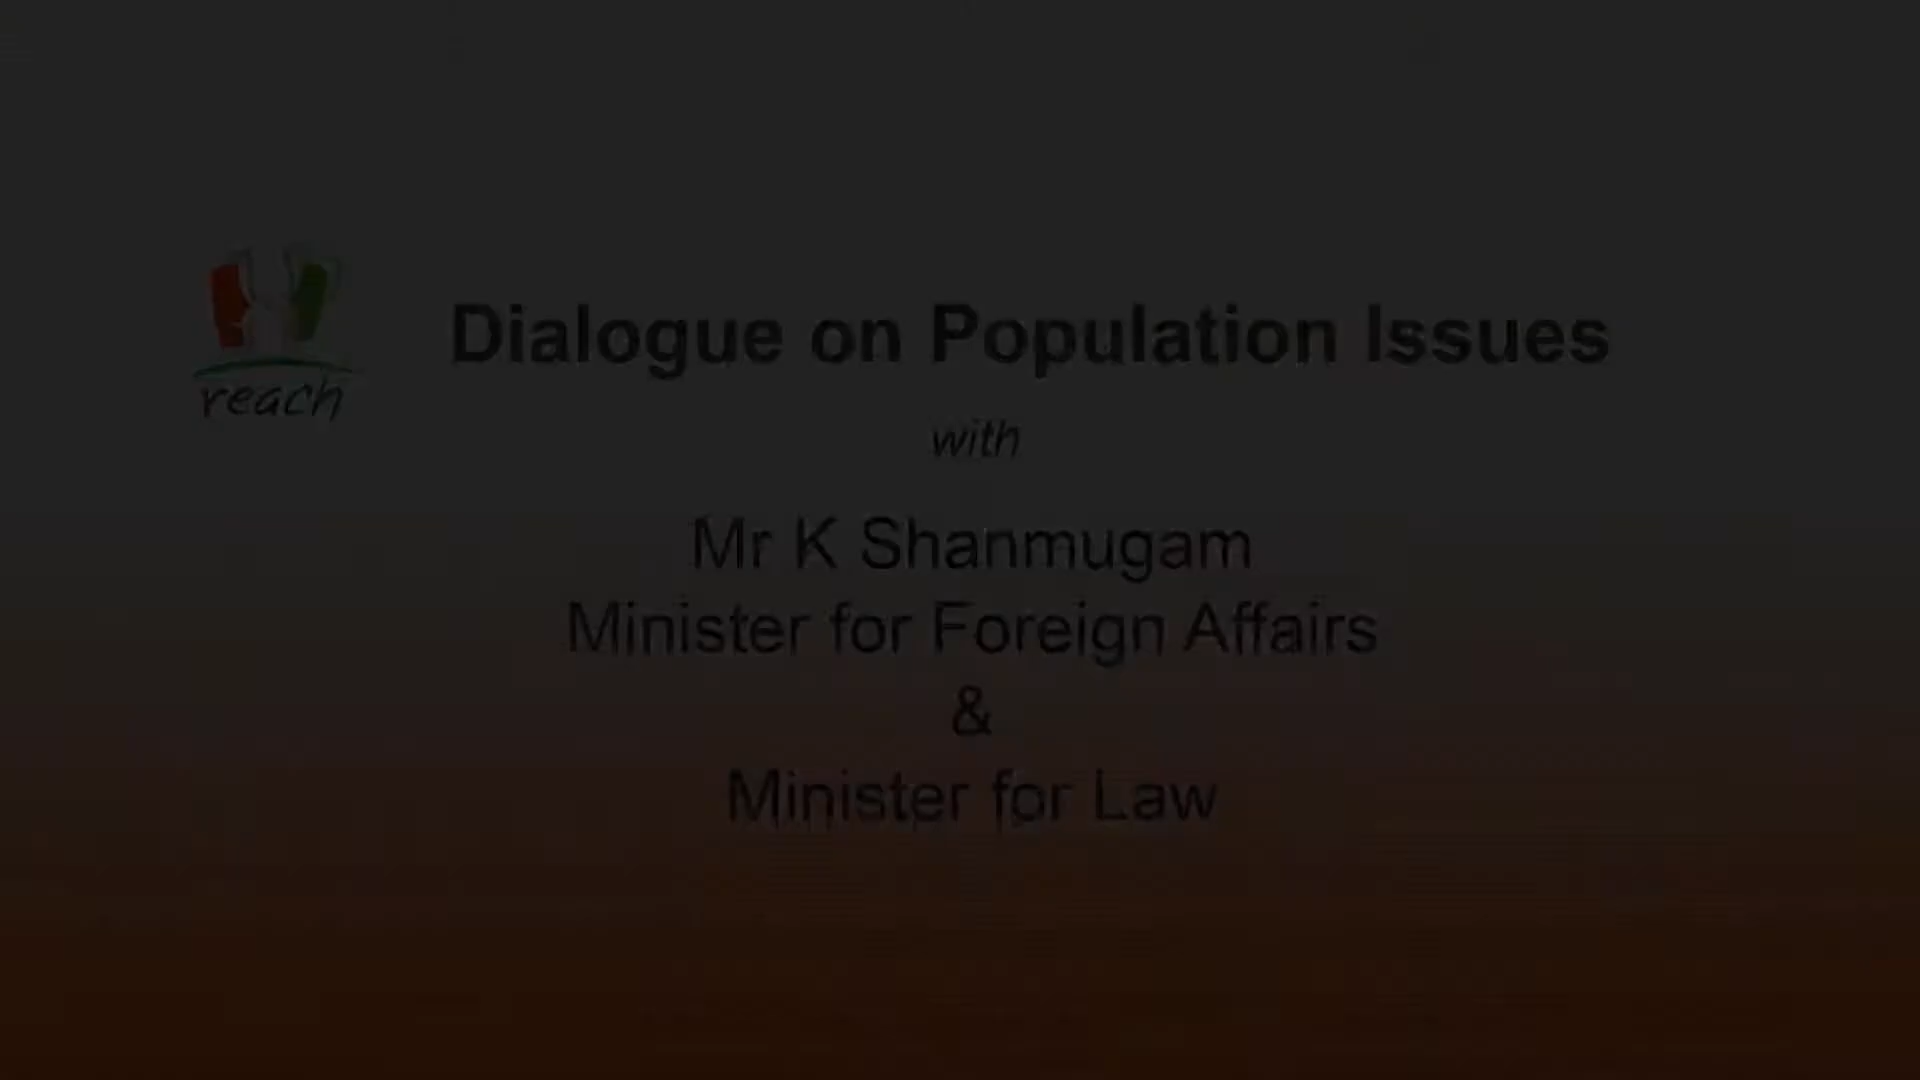 reach
Dialogue on Population Issues
with
Mr K Shanmugam
Minister for Foreign Affairs
&
Minister for Law